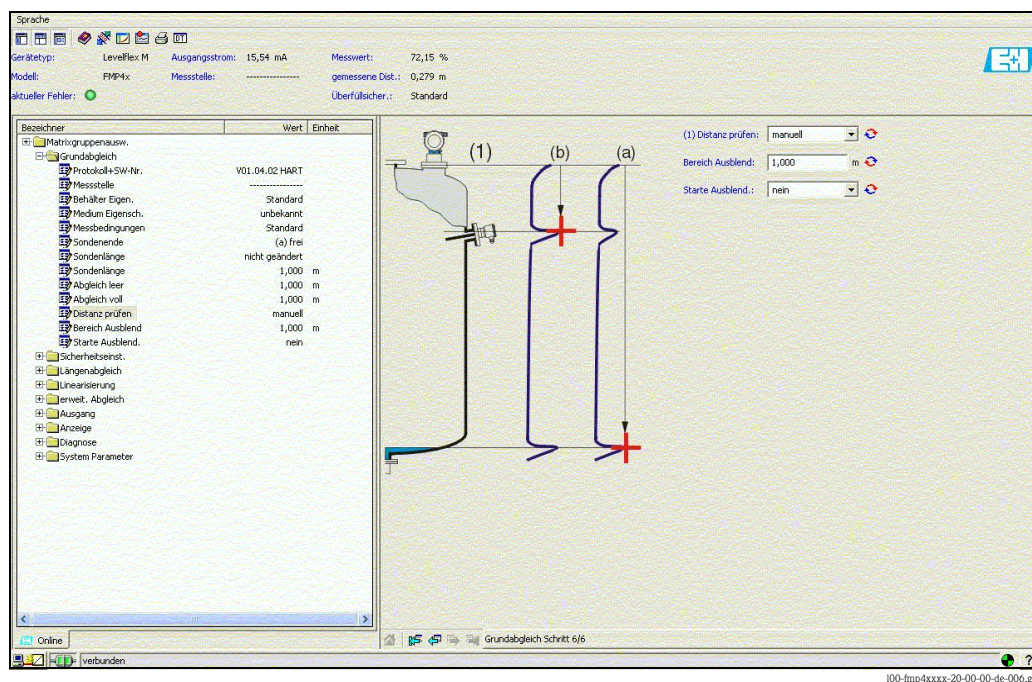 Sprache
Gerätetyp: Levelflex M Ausgangsstrom: 15,54 mA Messwert: 72,15 %
Modell: FMP4x Messstelle: --------------- gemessene Dist.: 0,279 m
aktueller Fehler: Überfüllsicher.: Standard
E+H
Bezeichner Wert Einheit
Matrixgruppenausw.
Grundabgleich
Protokoll+SW-Nr. V01.04.02 HART
Messstelle ---------------
Behälter Eigen. Standard
Medium Eigensch. unbekannt
Messbedingungen Standard
Sondenende (a) frei
Sondenlänge nicht geändert
Sondenlänge 1,000 m
Abgleich leer 1,000 m
Abgleich voll 1,000 m
Distanz prüfen manuell
Bereich Ausblend 1,000 m
Starte Ausblend. nein
Sicherheitseinst.
Längenabgleich
Linearisierung
erweit. Abgleich
Ausgang
Anzeige
Diagnose
System Parameter
(1) (b) (a)
(1) Distanz prüfen: manuell
Bereich Ausblend: 1,000 m
Starte Ausblend.: nein
Online
Grundabgleich Schritt 6/6
verbunden
?
l00-fmp4xxxx-20-00-00-de-006.g